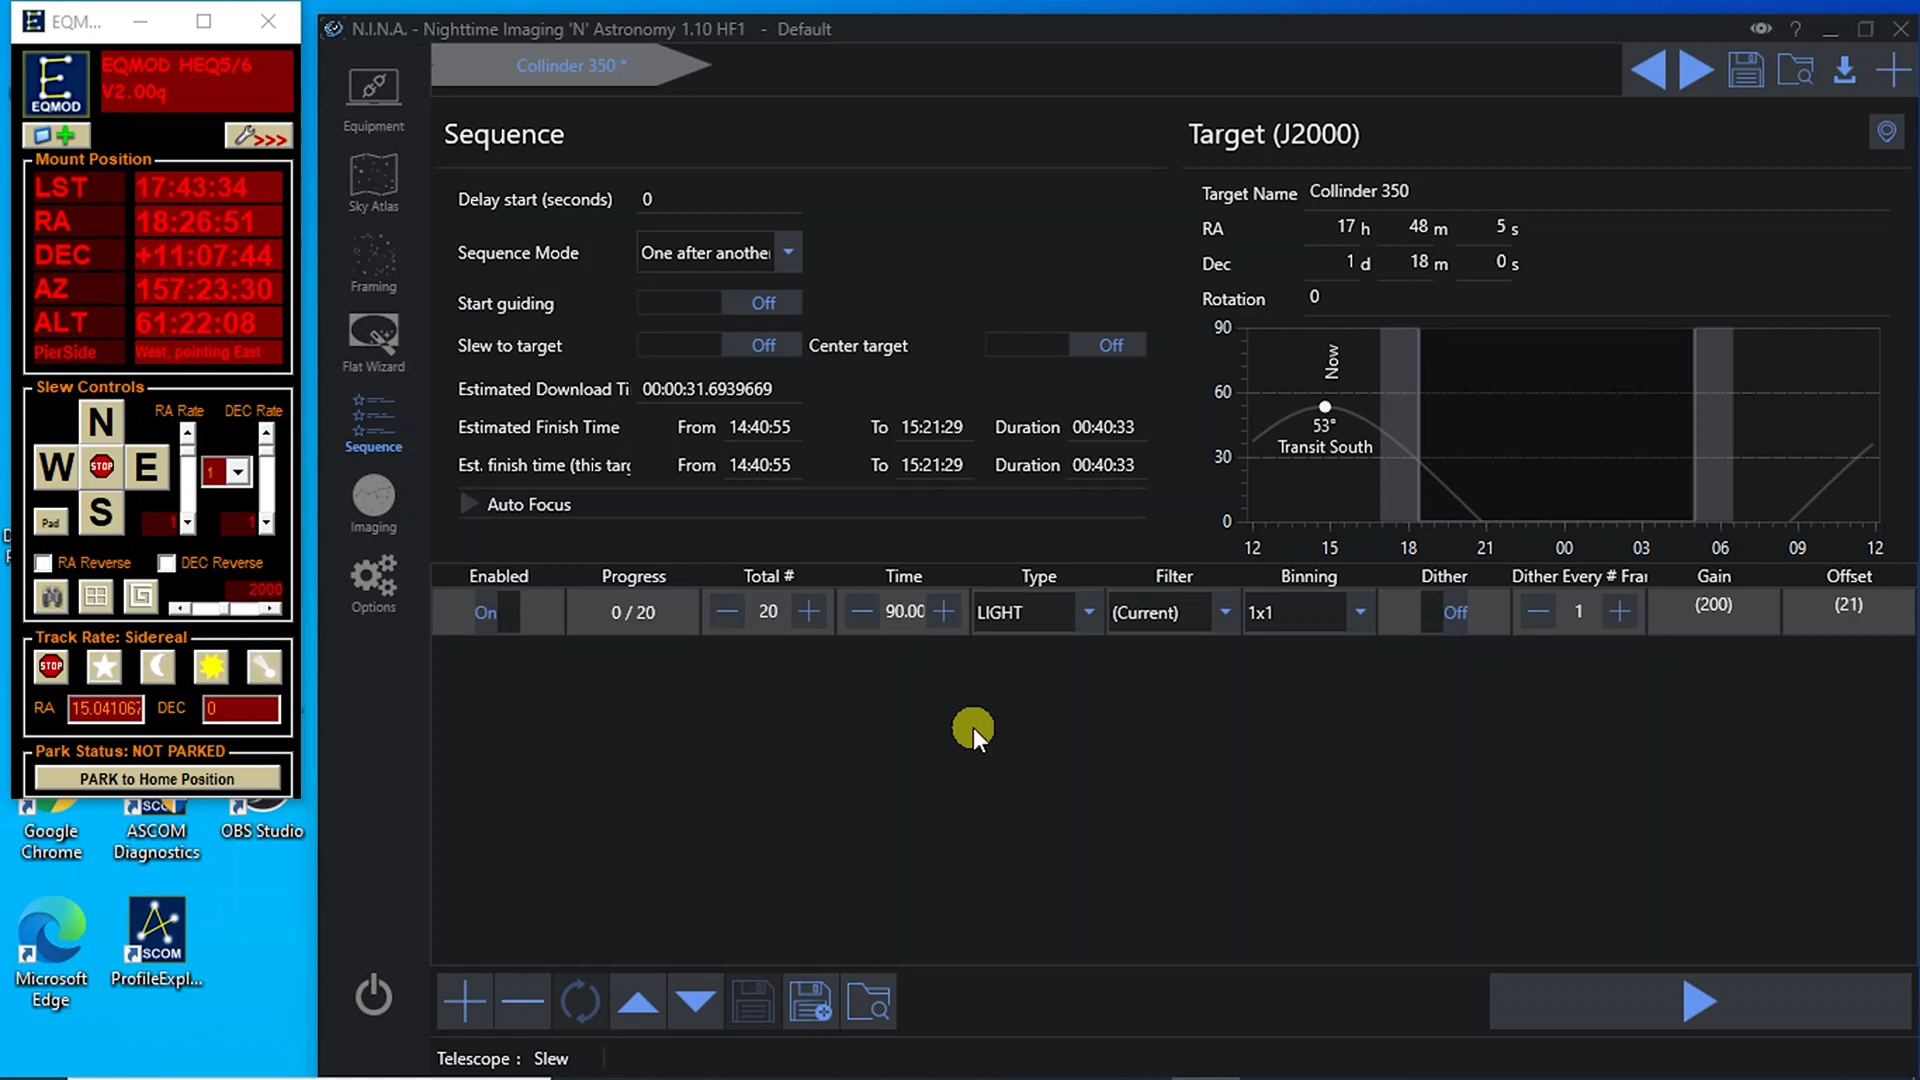 EQM...
EQMOD
EQMOD HEQ5/6
V2.00q
>>>
Mount Position
LST 17:43:34
RA 18:26:51
DEC +11:07:44
AZ 157:23:30
ALT 61:22:08
PierSide West, pointing East
Slew Controls
RA Rate DEC Rate
N
W STOP E 1
S
Pad 1 1
RA Reverse DEC Reverse
2000
Track Rate: Sidereal
STOP
RA 15.041067 DEC 0
Park Status: NOT PARKED
PARK to Home Position
Google Chrome
ASCOM Diagnostics
OBS Studio
Microsoft Edge
SCOM
ProfileExpl...
N.I.N.A. - Nighttime Imaging 'N' Astronomy 1.10 HF1 - Default
Collinder 350 *
Equipment
Sky Atlas
Framing
Flat Wizard
Sequence
Imaging
Options
Sequence
Delay start (seconds) 0
Sequence Mode One after anothe
Start guiding Off
Slew to target Off Center target Off
Estimated Download Ti 00:00:31.6939669
Estimated Finish Time From 14:40:55 To 15:21:29 Duration 00:40:33
Est. finish time (this targ From 14:40:55 To 15:21:29 Duration 00:40:33
Auto Focus
Target (J2000)
Target Name Collinder 350
RA 17 h 48 m 5 s
Dec 1 d 18 m 0 s
Rotation 0
90
60
30
0
Now
53°
Transit South
12 15 18 21 00 03 06 09 12
Enabled Progress Total # Time Type Filter Binning Dither Dither Every # Frai Gain Offset
On 0 / 20 20 90.00 LIGHT (Current) 1x1 Off 1 (200) (21)
Telescope : Slew